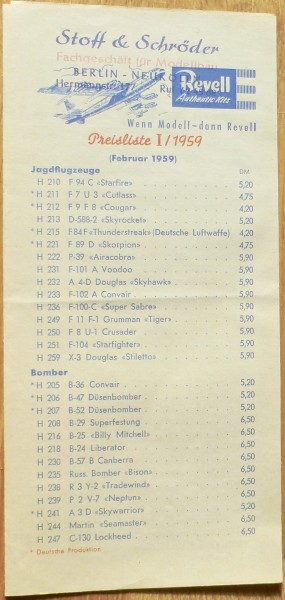 Stoff & Schröder
Fachgeschäft für Modellbau
BERLIN - NEUKÖLLN
Hermannstr.
Revell
Authentic Kits
Wenn Modell-dann Revell
Preisliste I/1959
(Februar 1959)
Jagdflugzeuge DM
H 210 F 94 C «Starfire» 5,20
*H 211 F 7 U 3 «Cutlass» 4,75
*H 212 F 9 F 8 «Cougar» 4,20
H 213 D-588-2 «Skyrocket» 5,20
*H 215 F84F «Thunderstreak» (Deutsche Luftwaffe) 4,20
*H 221 F 89 D «Skorpion» 4,75
H 222 P-39 «Airacobra» 5,90
H 231 F-101 A Voodoo 5,90
H 232 A 4-D Douglas «Skyhawk» 5,90
H 233 F-102 A Convair 5,90
H 236 F-100-C «Super Sabre» 5,90
H 249 F 11 F-1 Grumman «Tiger» 5,90
H 250 F 8 U-1 Crusader 5,90
H 251 F-104 «Starfighter» 5,90
H 259 X-3 Douglas «Stiletto» 5,90
Bomber
*H 205 B-36 Convair 5,20
*H 206 B-47 Düsenbomber 5,20
*H 207 B-52 Düsenbomber 5,20
H 208 B-29 Superfestung 6,50
H 216 B-25 «Billy Mitchell» 6,50
H 218 B-24 Liberator 6,50
H 230 B-57 B Canberra 6,50
H 235 Russ. Bomber «Bison» 6,50
H 238 R 3 Y-2 «Tradewind» 6,50
H 239 P 2 V-7 «Neptun» 6,50
*H 241 A 3 D «Skywarrior» 5,20
H 244 Martin «Seamaster» 6,50
H 247 C-130 Lockheed 6,50
* Deutsche Produktion